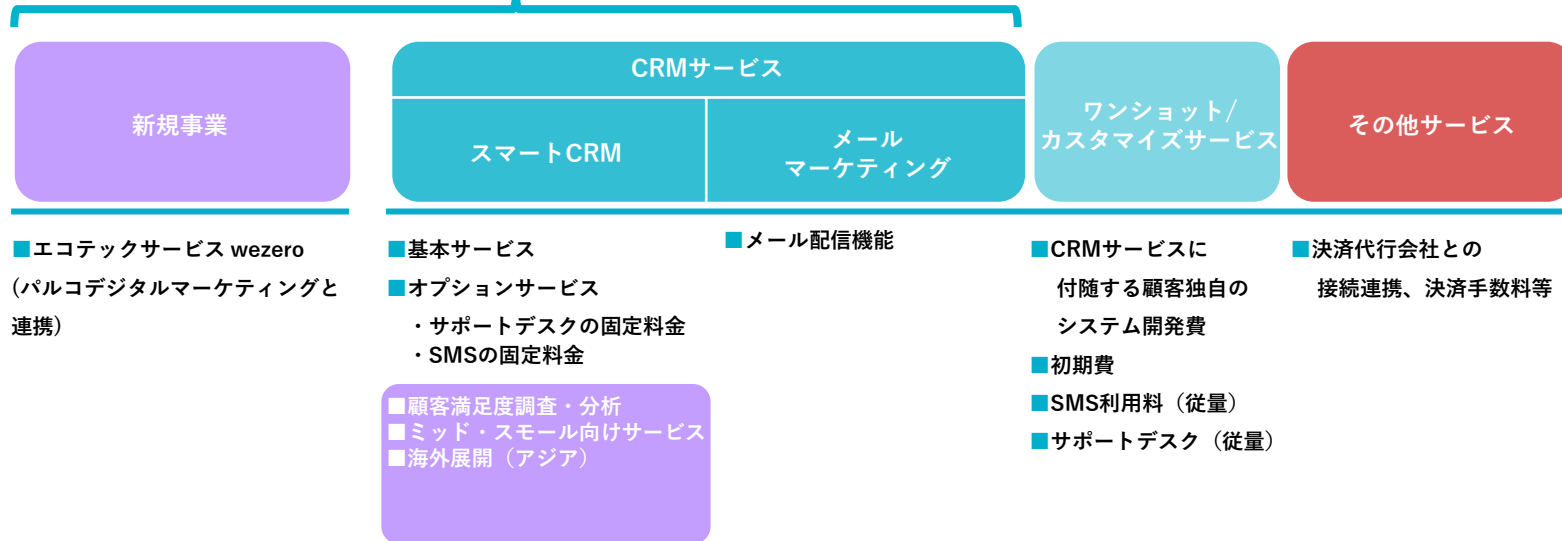 新規事業
CRMサービス
スマートCRM
メール
マーケティング
ワンショット/
カスタマイズサービス
その他サービス
■エコテックサービス wezero
(パルコデジタルマーケティングと
連携)
■基本サービス
■オプションサービス
・サポートデスクの固定料金
・SMSの固定料金
■顧客満足度調査・分析
■ミッド・スモール向けサービス
■海外展開（アジア）
■メール配信機能
■CRMサービスに
付随する顧客独自の
システム開発費
■初期費
■SMS利用料（従量）
■サポートデスク（従量）
■決済代行会社との
接続連携、決済手数料等